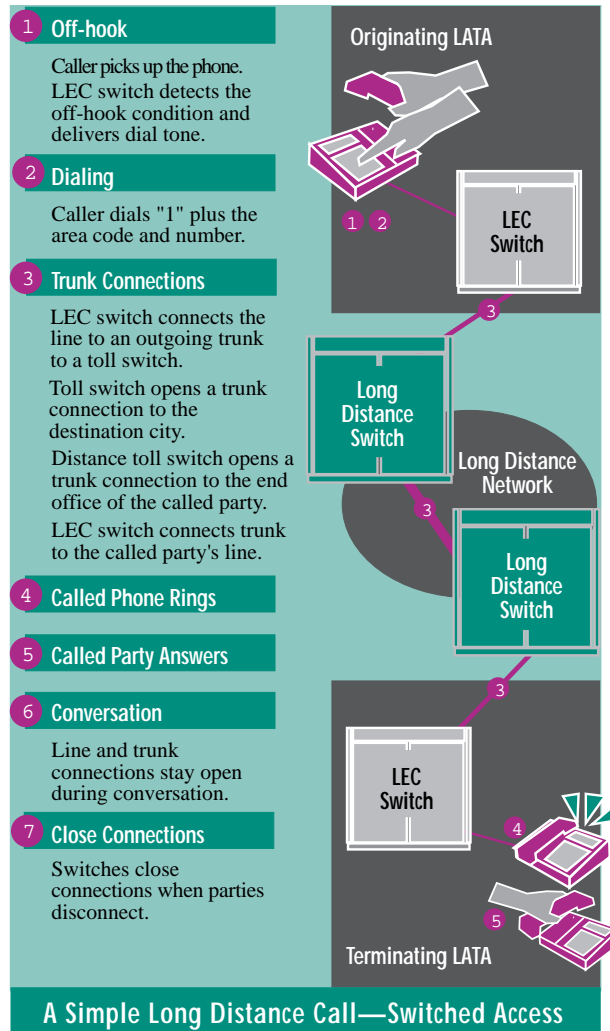 1 Off-hook
Caller picks up the phone.
LEC switch detects the
off-hook condition and
delivers dial tone.
2 Dialing
Caller dials "1" plus the
area code and number.
3 Trunk Connections
LEC switch connects the
line to an outgoing trunk
to a toll switch.
Toll switch opens a trunk
connection to the
destination city.
Distance toll switch opens a
trunk connection to the end
office of the called party.
LEC switch connects trunk
to the called party's line.
4 Called Phone Rings
5 Called Party Answers
6 Conversation
Line and trunk
connections stay open
during conversation.
7 Close Connections
Switches close
connections when parties
disconnect.
Originating LATA
1 2
LEC
Switch
3
Long
Distance
Switch
Long Distance
Network
3
Long
Distance
Switch
3
LEC
Switch
4
5
Terminating LATA
A Simple Long Distance Call—Switched Access